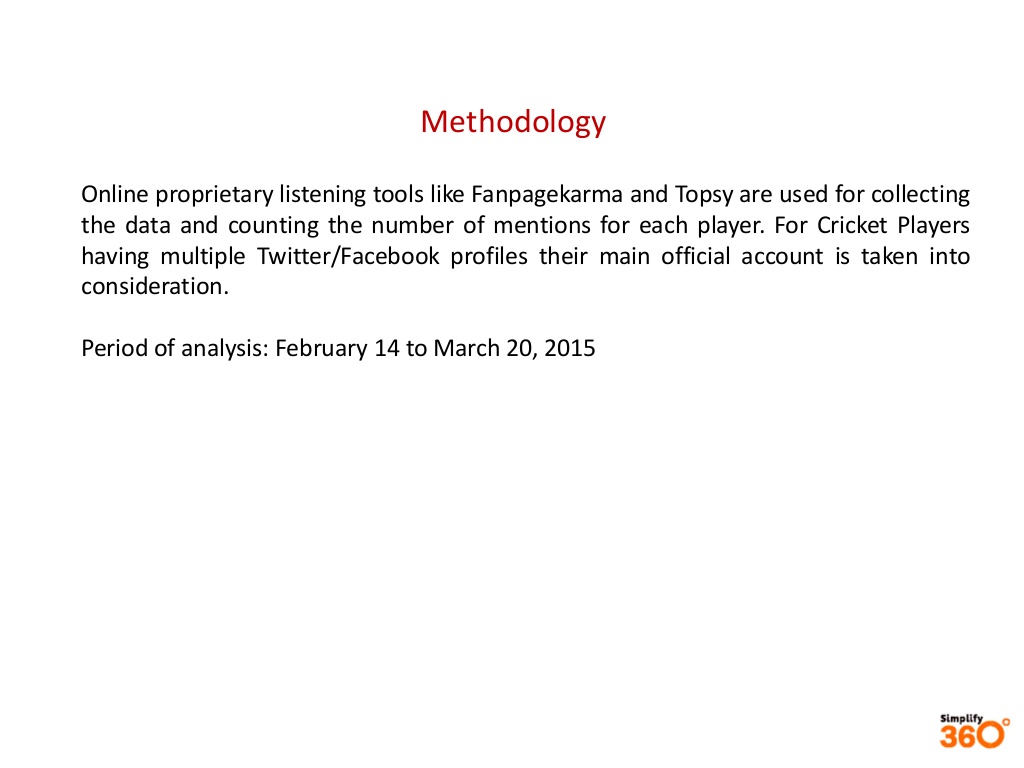 Methodology
Online proprietary listening tools like Fanpagekarma and Topsy are used for collecting
the data and counting the number of mentions for each player. For Cricket Players
having multiple Twitter/Facebook profiles their main official account is taken into
consideration.
Period of analysis: February 14 to March 20, 2015
Simplify
360°